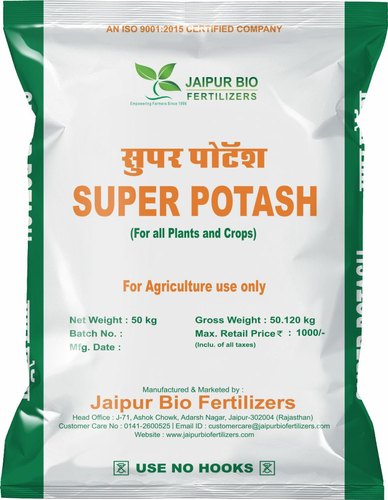 AN ISO 9001:2015 CERTIFIED COMPANY
JAIPUR BIO
FERTILIZERS
Empowering Farmers Since 1996
सुपर पोटॅश
SUPER POTASH
(For all Plants and Crops)
For Agriculture use only
Net Weight : 50 kg
Gross Weight : 50.120 kg
Batch No. :
Max. Retail Price ₹ : 1000/-
Mfg. Date :
(Inclu. of all taxes)
Manufactured & Marketed by :
Jaipur Bio Fertilizers
Head Office : J-71, Ashok Chowk, Adarsh Nagar, Jaipur-302004 (Rajasthan)
Customer Care No : 0141-2600525 | Email ID : customercare@jaipurbiofertilizers.com
Website : www.jaipurbiofertilizers.com
USE NO HOOKS
SUPER POTASH